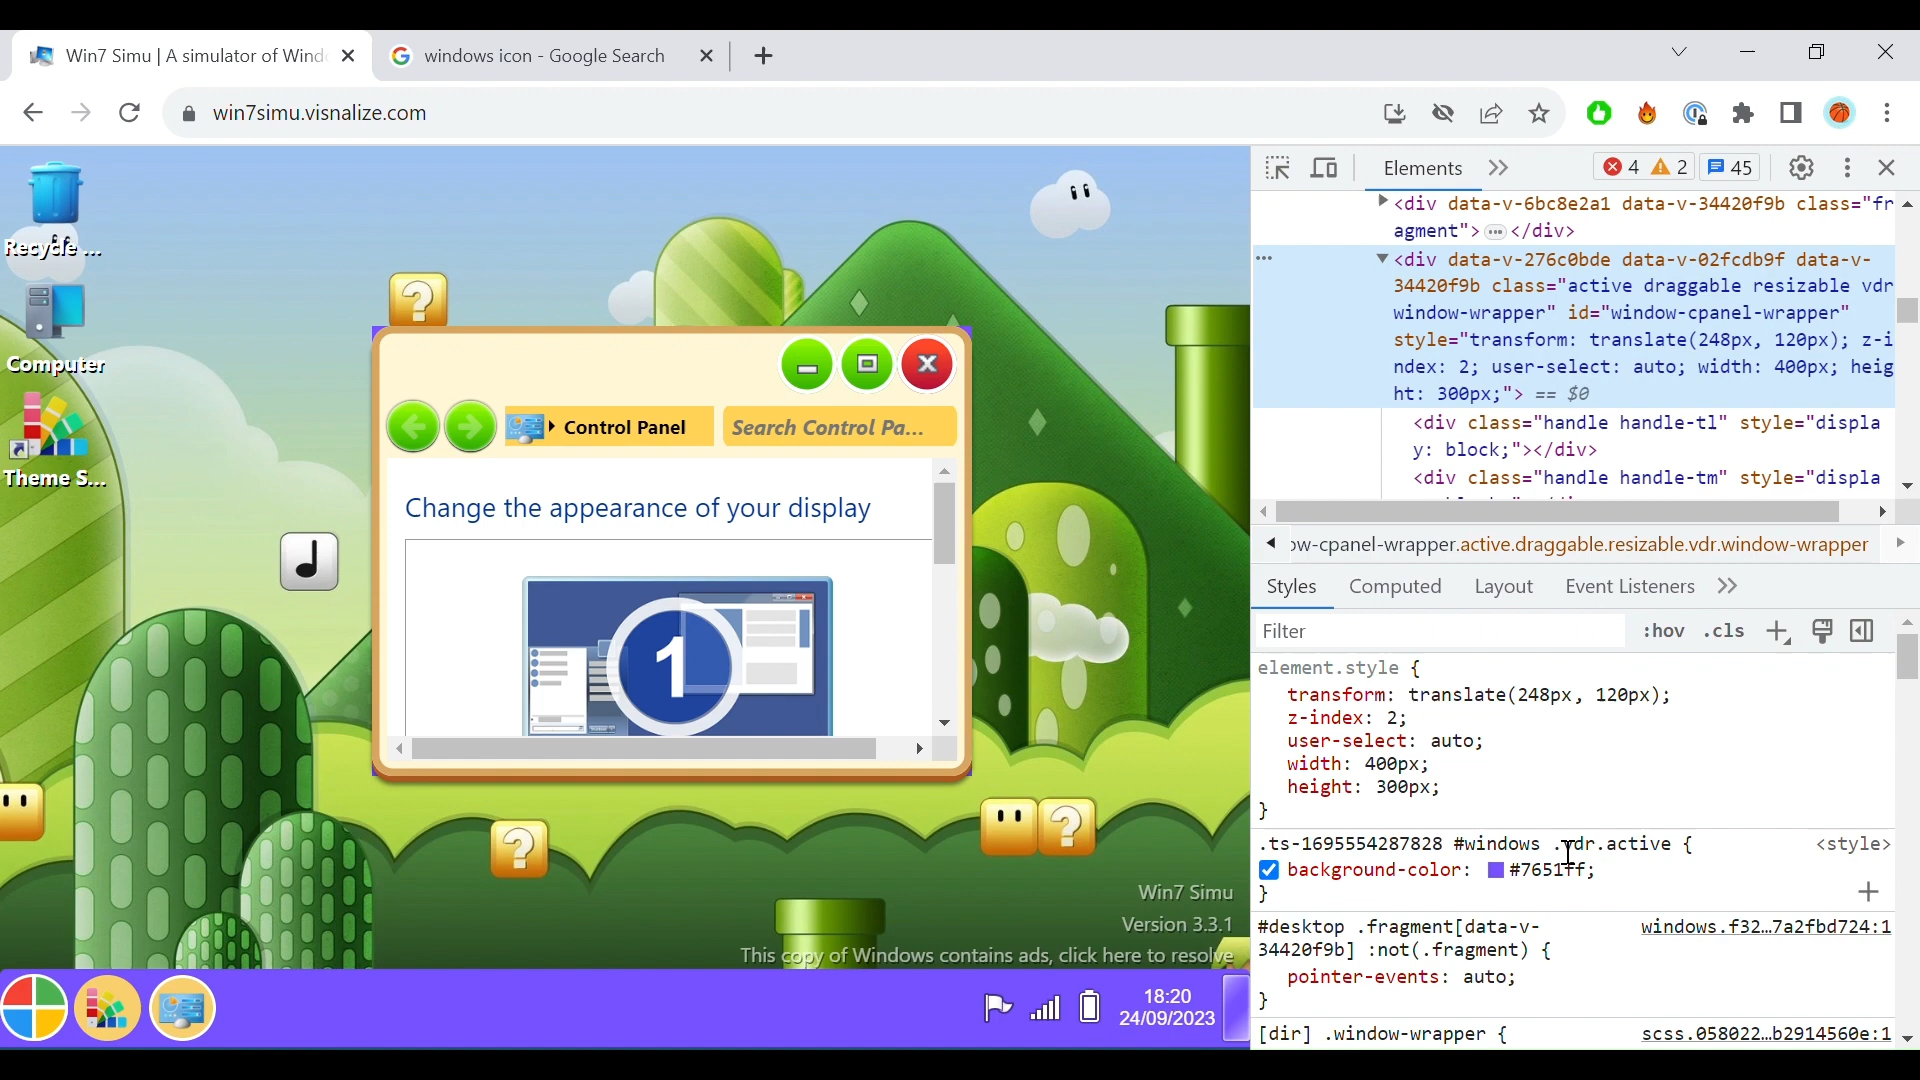 Win7 Simu | A simulator of Wind
windows icon - Google Search
win7simu.visnalize.com
Recycle ...
Computer
Theme S...
Control Panel
Search Control Pa...
Change the appearance of your display
1
Win7 Simu
Version 3.3.1
This copy of Windows contains ads, click here to resolve
18:20
24/09/2023
Elements
4
2
45
<div data-v-6bc8e2a1 data-v-34420f9b class="fr
agment"> … </div>
<div data-v-276c0bde data-v-02fcdb9f data-v-
34420f9b class="active draggable resizable vdr
window-wrapper" id="window-cpanel-wrapper"
style="transform: translate(248px, 120px); z-i
ndex: 2; user-select: auto; width: 400px; heig
ht: 300px;"> == $0
<div class="handle handle-tl" style="displa
y: block;"></div>
<div class="handle handle-tm" style="displa
ow-cpanel-wrapper.active.draggable.resizable.vdr.window-wrapper
Styles Computed Layout Event Listeners
Filter
:hov .cls
element.style {
transform: translate(248px, 120px);
z-index: 2;
user-select: auto;
width: 400px;
height: 300px;
}
.ts-1695554287828 #windows .vdr.active {
<style>
background-color: #7651ff;
}
#desktop .fragment[data-v-
windows.f32…7a2fbd724:1
34420f9b] :not(.fragment) {
pointer-events: auto;
}
[dir] .window-wrapper {
scss.058022…b2914560e:1